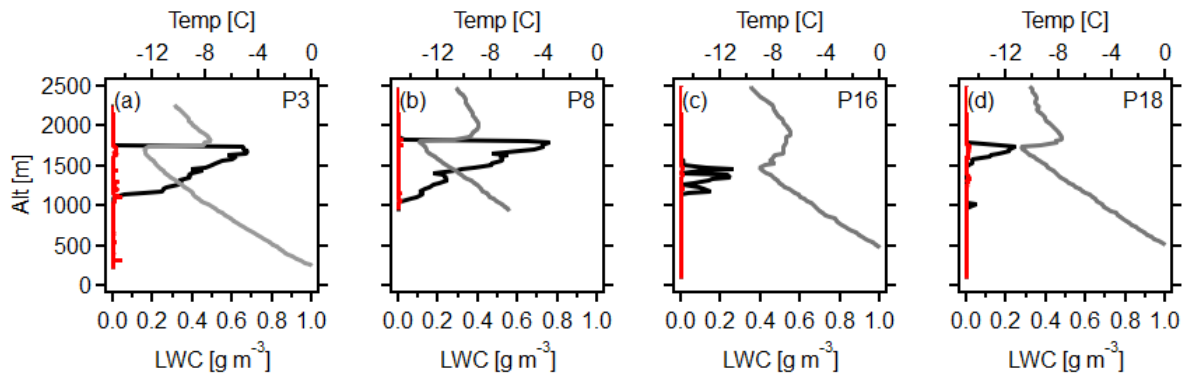 Temp [C] Temp [C] Temp [C] Temp [C]
-12 -8 -4 0 -12 -8 -4 0 -12 -8 -4 0 -12 -8 -4 0
2500 (a) P3 (b) P8 (c) P16 (d) P18
2000
1500
1000
500
0
Alt [m]
0.0 0.2 0.4 0.6 0.8 1.0 0.0 0.2 0.4 0.6 0.8 1.0 0.0 0.2 0.4 0.6 0.8 1.0 0.0 0.2 0.4 0.6 0.8 1.0
LWC [g m⁻³] LWC [g m⁻³] LWC [g m⁻³] LWC [g m⁻³]